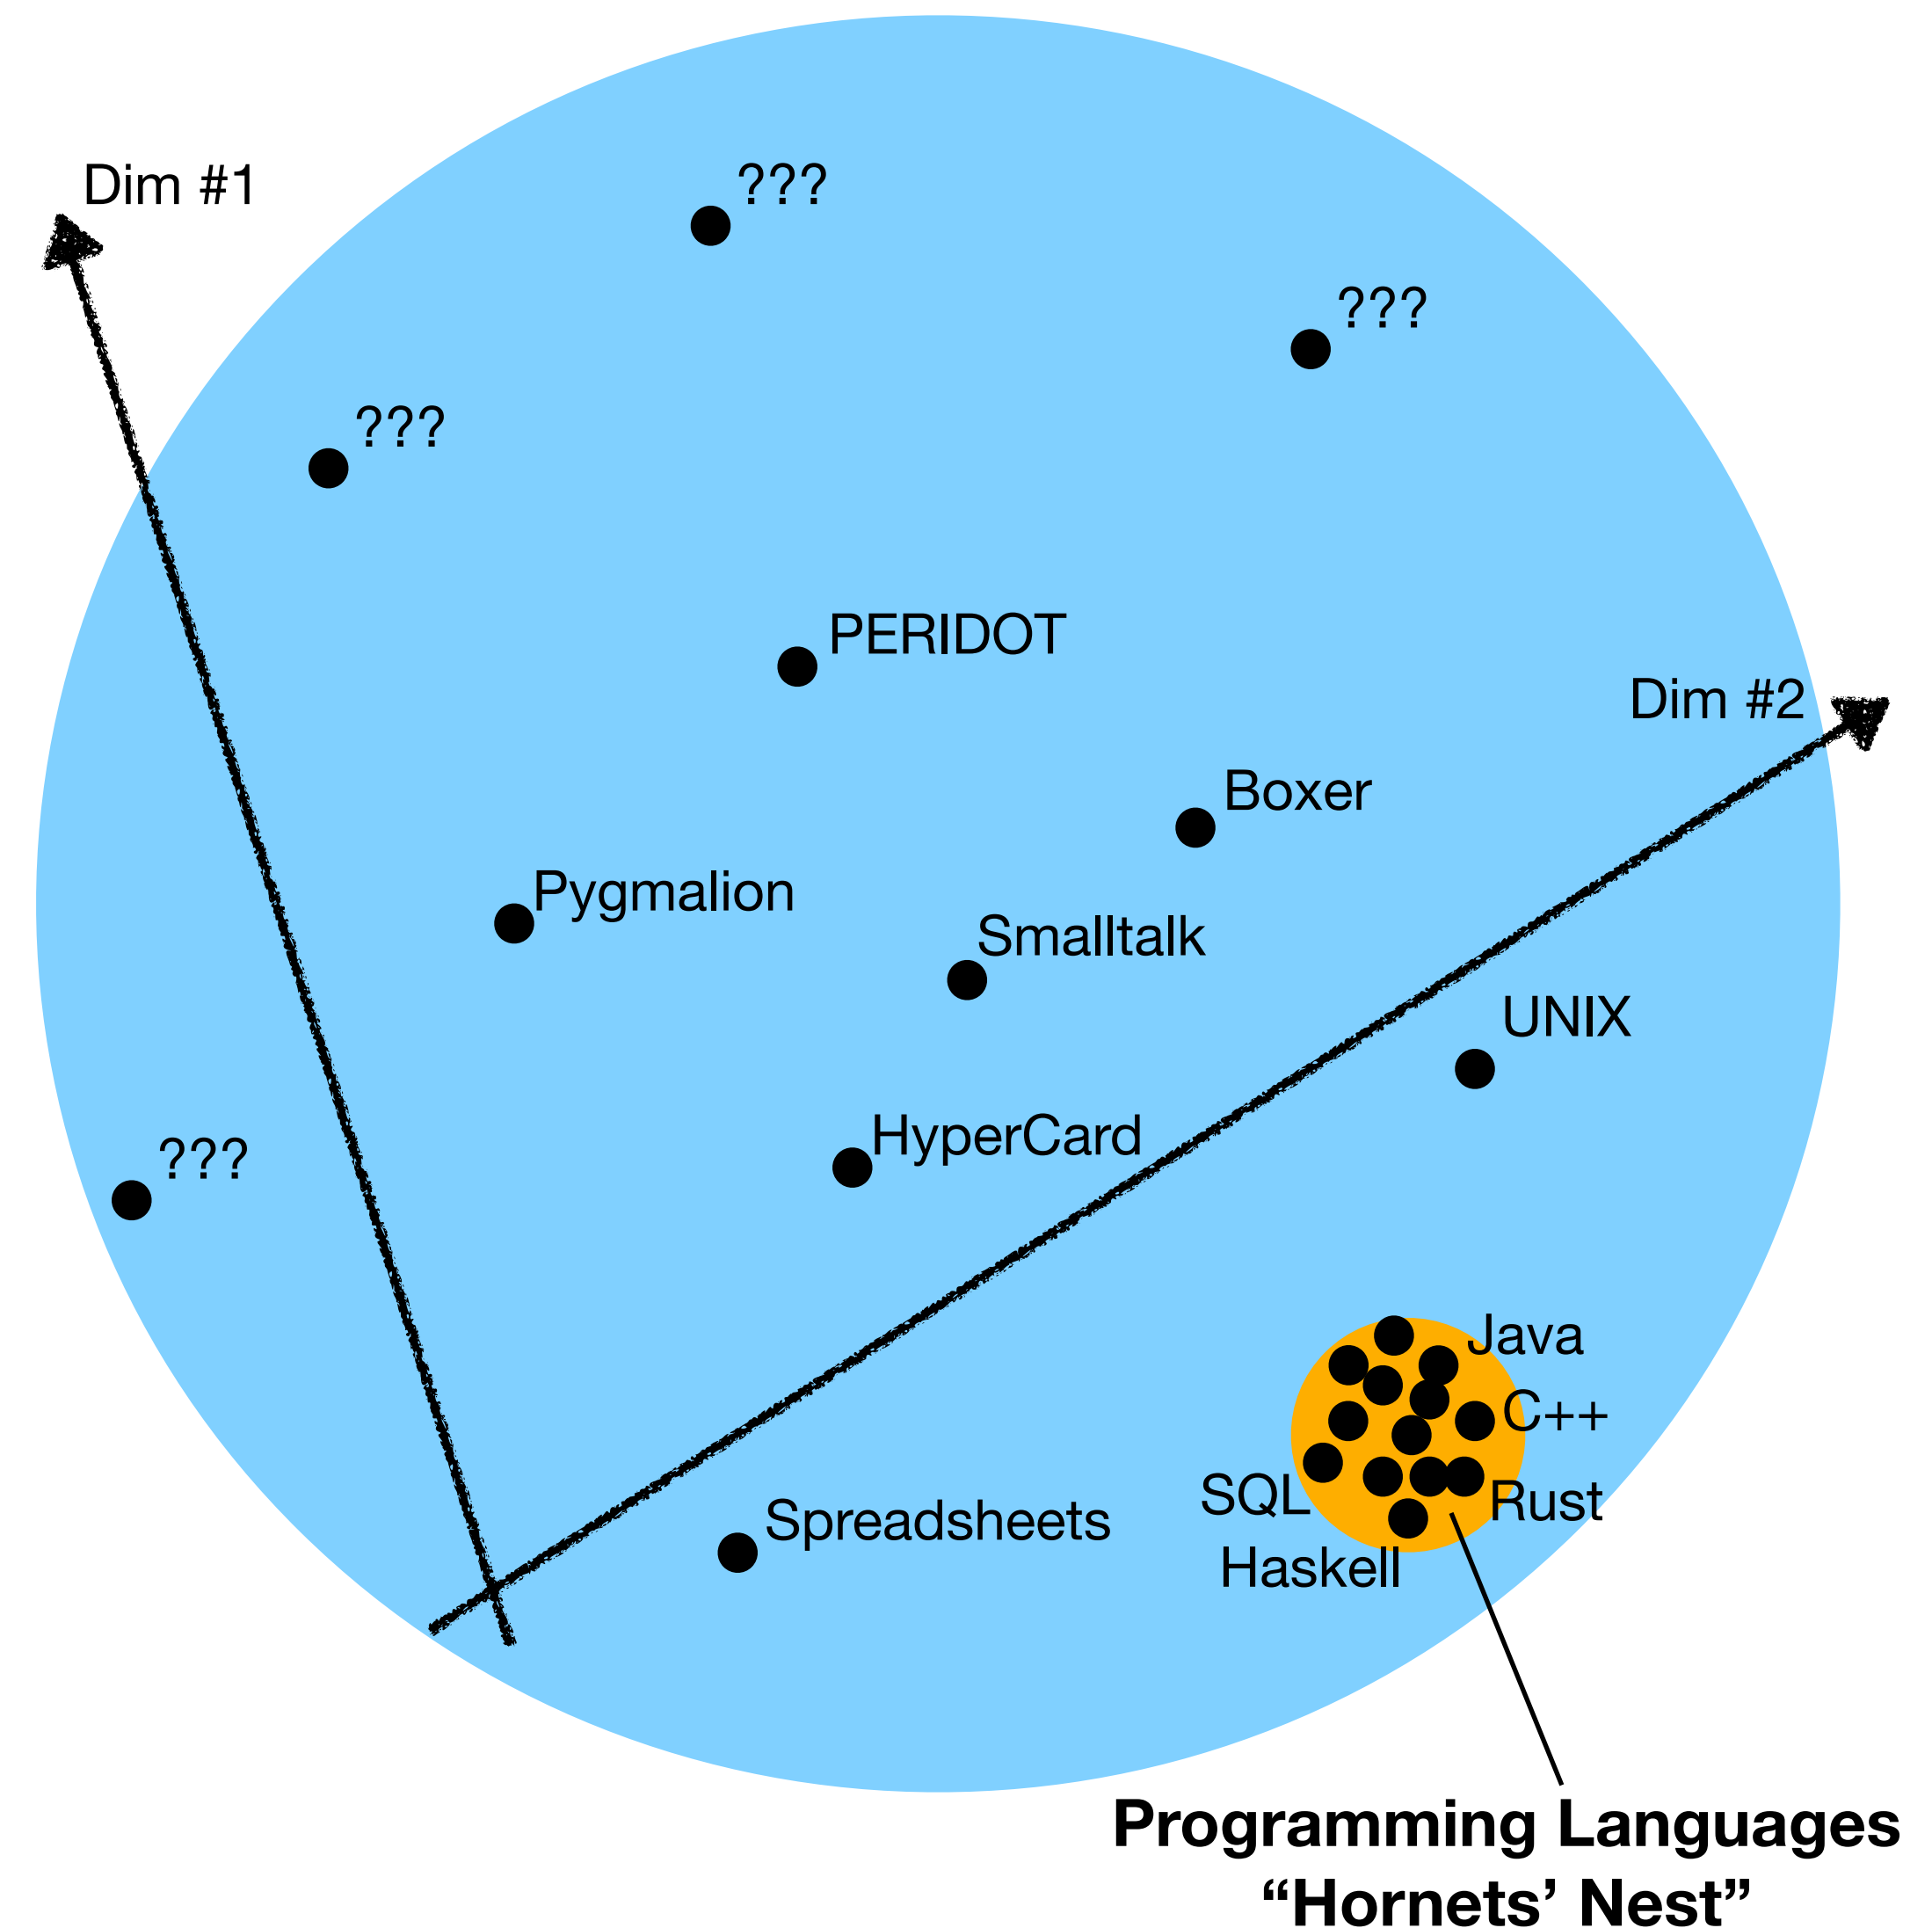 Dim #1
???
???
???
PERIDOT
Dim #2
Boxer
Pygmalion
Smalltalk
UNIX
HyperCard
???
Java
C++
SQL
Rust
Spreadsheets
Haskell
Programming Languages
“Hornets’ Nest”